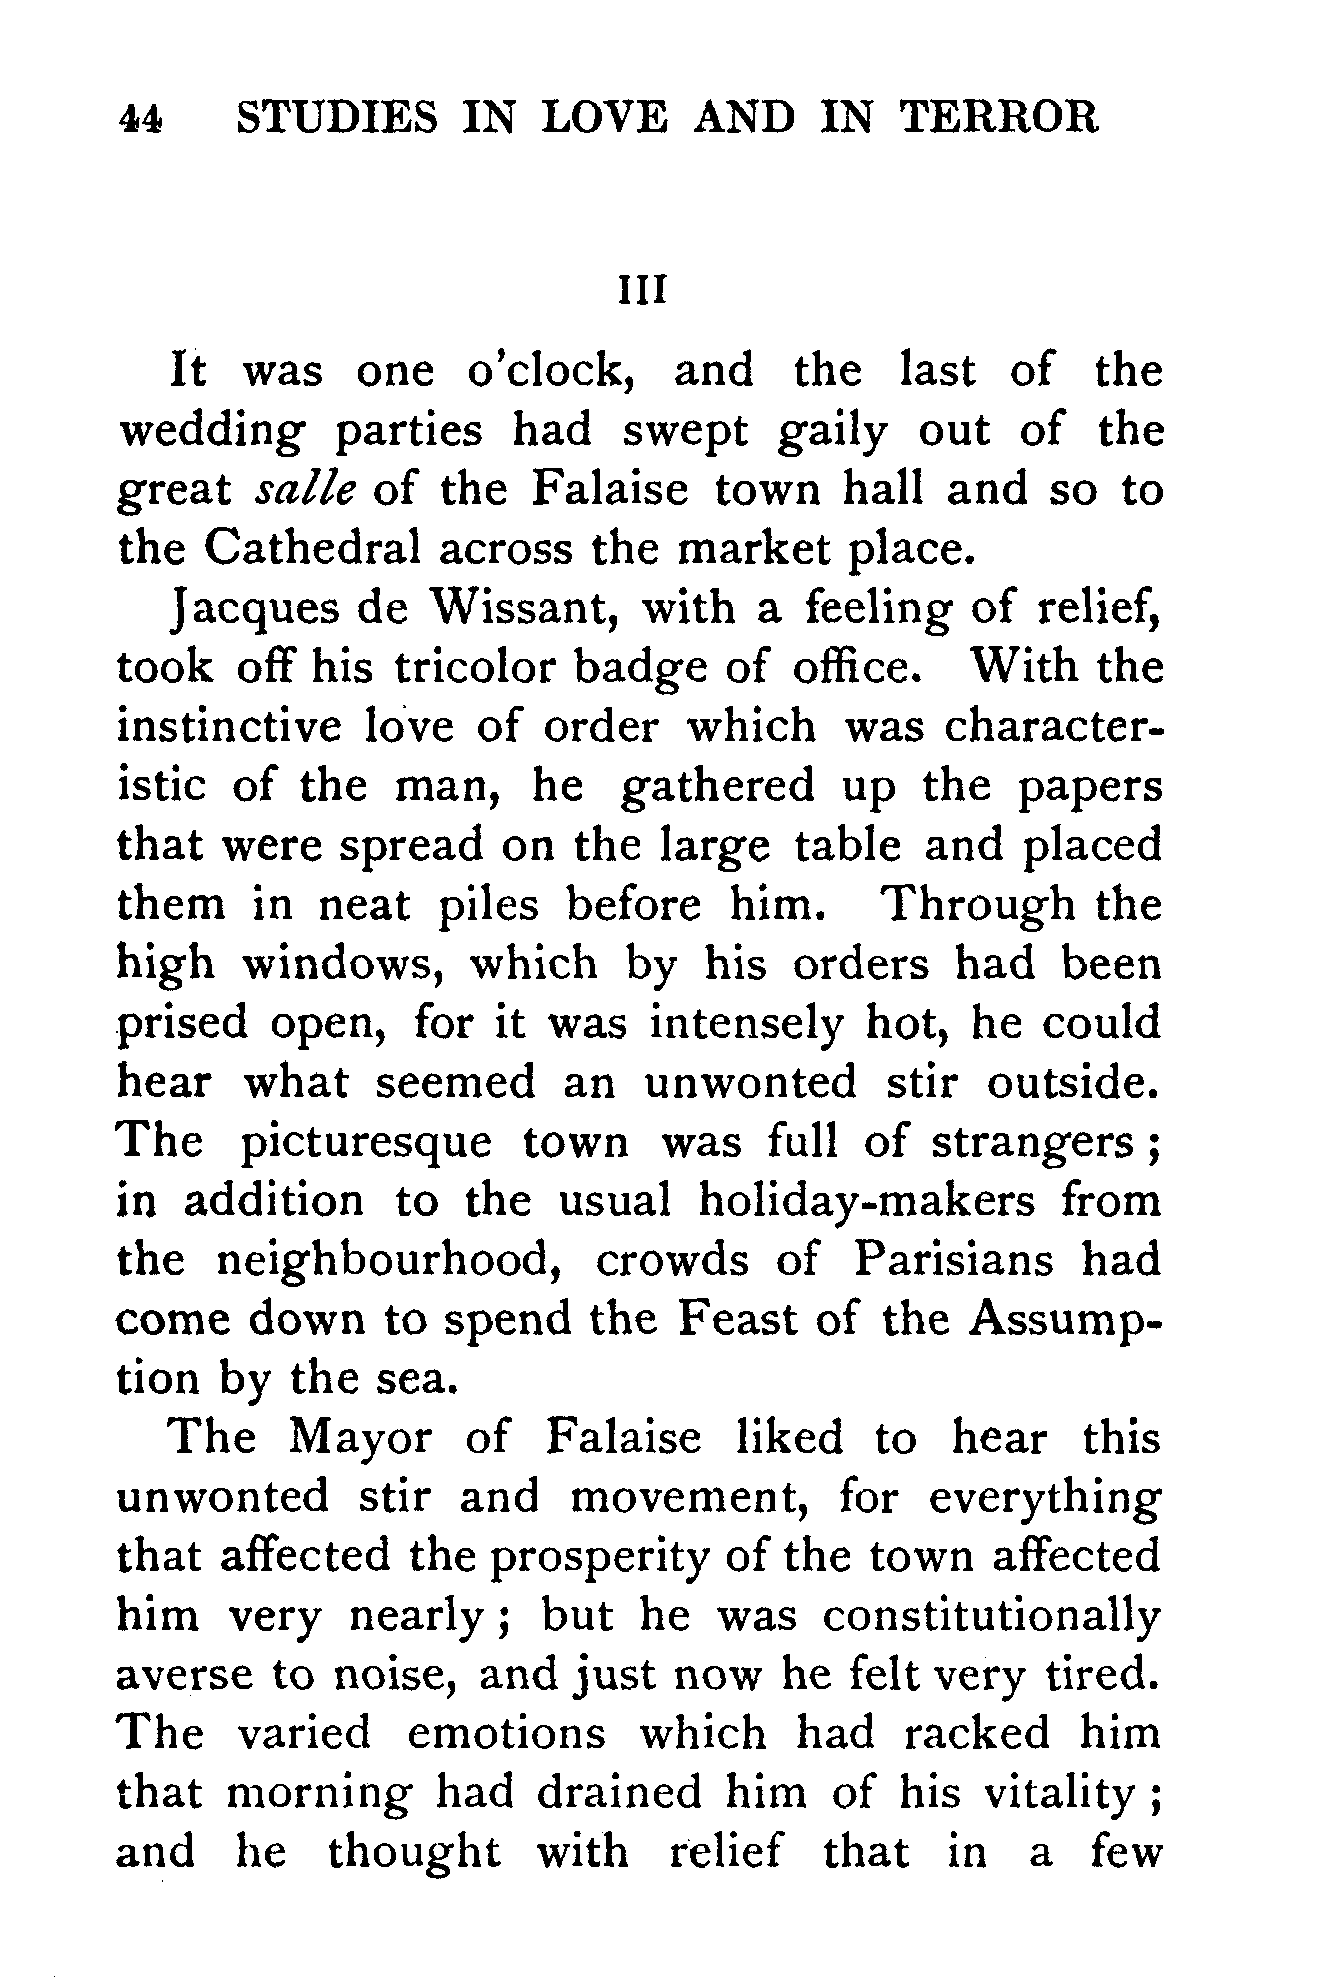 44 STUDIES IN LOVE AND IN TERROR
III
It was one o'clock, and the last of the
wedding parties had swept gaily out of the
great salle of the Falaise town hall and so to
the Cathedral across the market place.
Jacques de Wissant, with a feeling of relief,
took off his tricolor badge of office. With the
instinctive love of order which was character-
istic of the man, he gathered up the papers
that were spread on the large table and placed
them in neat piles before him. Through the
high windows, which by his orders had been
prised open, for it was intensely hot, he could
hear what seemed an unwonted stir outside.
The picturesque town was full of strangers ;
in addition to the usual holiday-makers from
the neighbourhood, crowds of Parisians had
come down to spend the Feast of the Assump-
tion by the sea.
The Mayor of Falaise liked to hear this
unwonted stir and movement, for everything
that affected the prosperity of the town affected
him very nearly ; but he was constitutionally
averse to noise, and just now he felt very tired.
The varied emotions which had racked him
that morning had drained him of his vitality ;
and he thought with relief that in a few